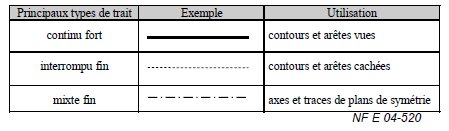 Principaux types de trait Exemple Utilisation
continu fort contours et arêtes vues
interrompu fin contours et arêtes cachées
mixte fin axes et traces de plans de symétrie
NF E 04-520